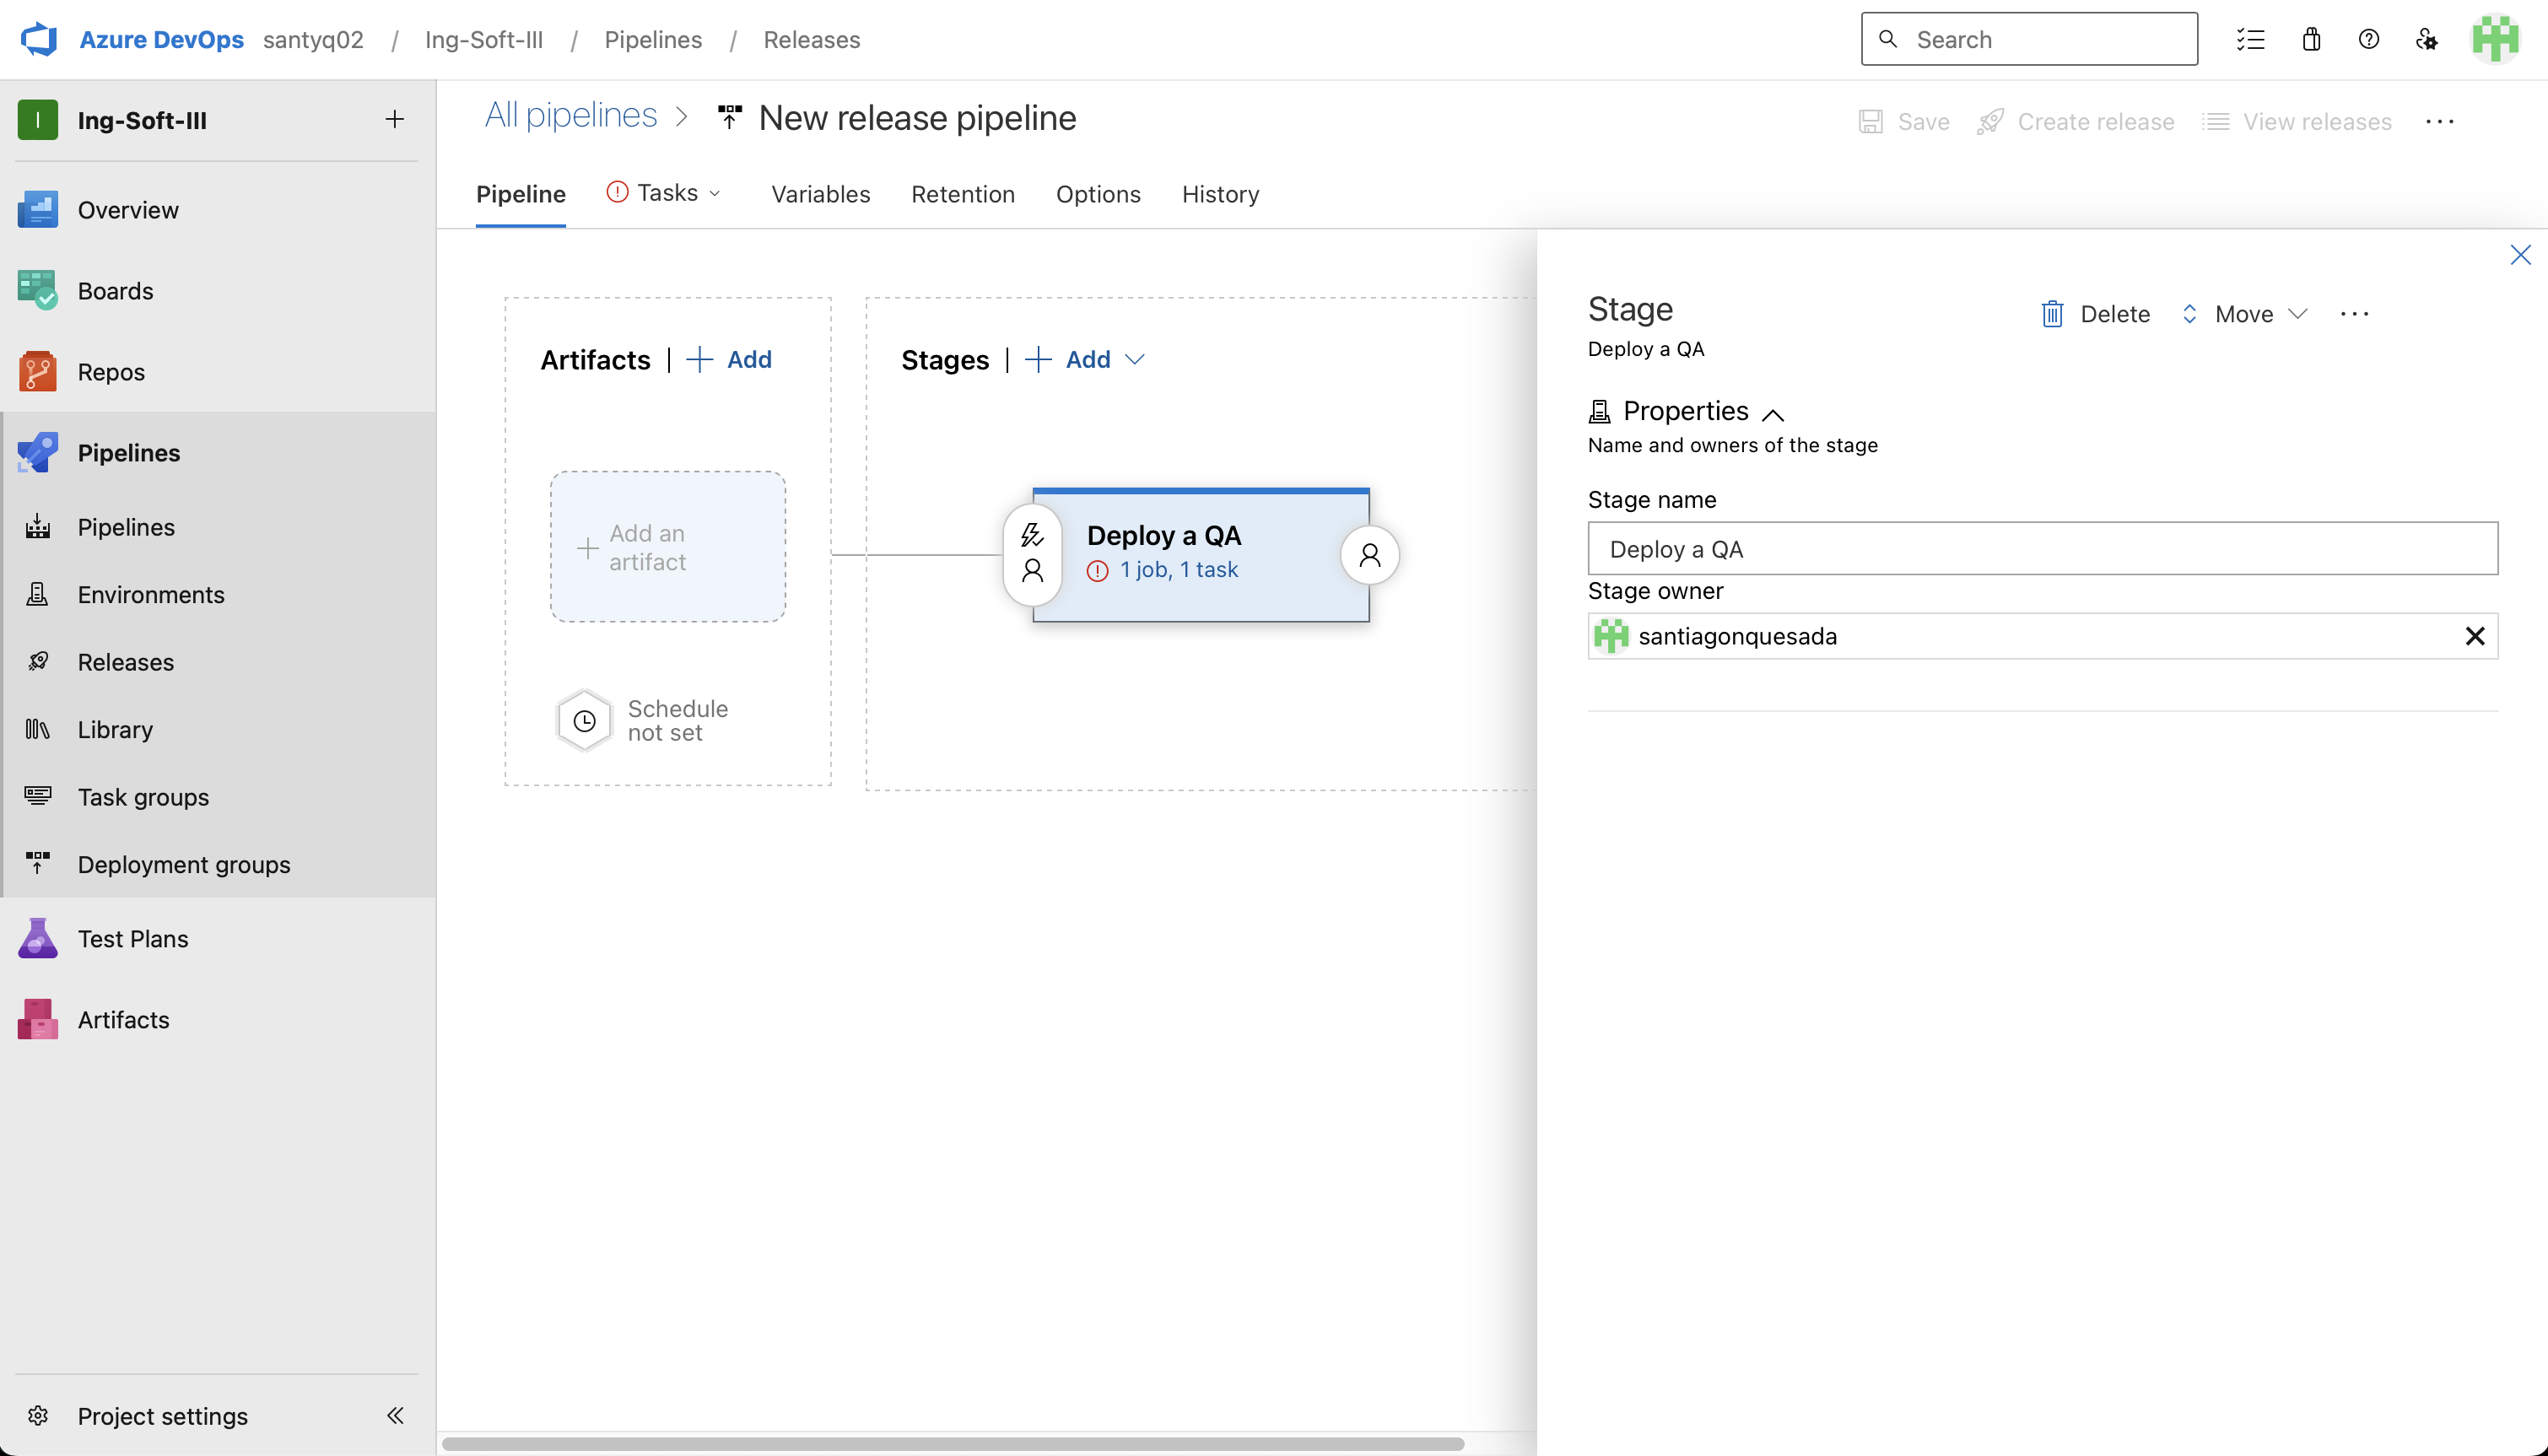 Azure DevOps santyq02 / Ing-Soft-III / Pipelines / Releases
Search
I Ing-Soft-III
Overview
Boards
Repos
Pipelines
Pipelines
Environments
Releases
Library
Task groups
Deployment groups
Test Plans
Artifacts
Project settings
All pipelines > New release pipeline
Save Create release View releases ...
Pipeline Tasks Variables Retention Options History
Artifacts | + Add
Add an
artifact
Schedule
not set
Stages | + Add
Deploy a QA
1 job, 1 task
Stage
Delete Move ...
Deploy a QA
Properties
Name and owners of the stage
Stage name
Deploy a QA
Stage owner
santiagonquesada